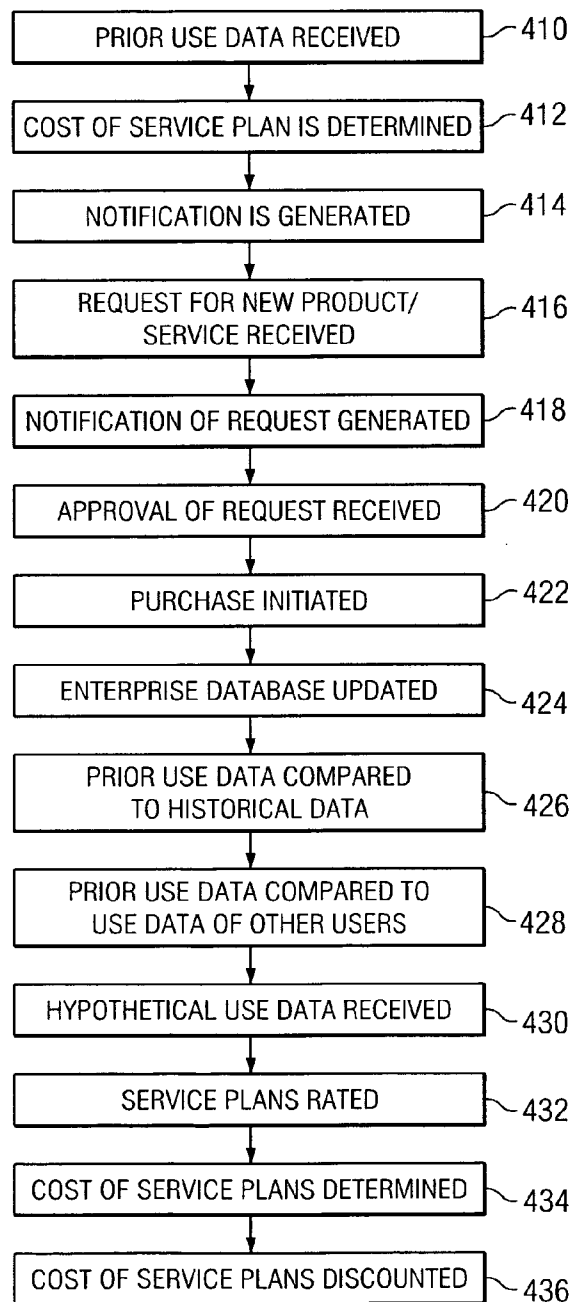 PRIOR USE DATA RECEIVED 410
COST OF SERVICE PLAN IS DETERMINED 412
NOTIFICATION IS GENERATED 414
REQUEST FOR NEW PRODUCT/
SERVICE RECEIVED 416
NOTIFICATION OF REQUEST GENERATED 418
APPROVAL OF REQUEST RECEIVED 420
PURCHASE INITIATED 422
ENTERPRISE DATABASE UPDATED 424
PRIOR USE DATA COMPARED
TO HISTORICAL DATA 426
PRIOR USE DATA COMPARED TO
USE DATA OF OTHER USERS 428
HYPOTHETICAL USE DATA RECEIVED 430
SERVICE PLANS RATED 432
COST OF SERVICE PLANS DETERMINED 434
COST OF SERVICE PLANS DISCOUNTED 436